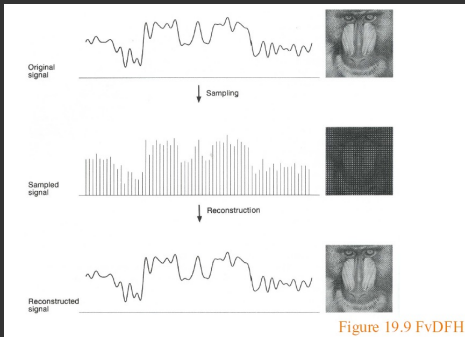 Original
signal
Sampling
Sampled
signal
Reconstruction
Reconstructed
signal
Figure 19.9 FvDFH